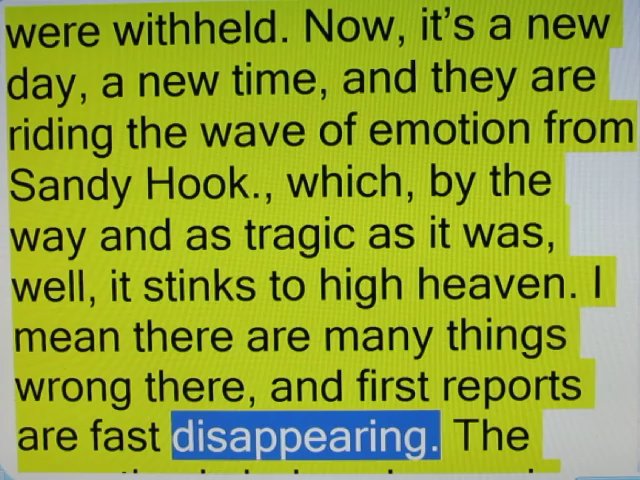 were withheld. Now, it’s a new
day, a new time, and they are
riding the wave of emotion from
Sandy Hook., which, by the
way and as tragic as it was,
well, it stinks to high heaven. I
mean there are many things
wrong there, and first reports
are fast disappearing. The